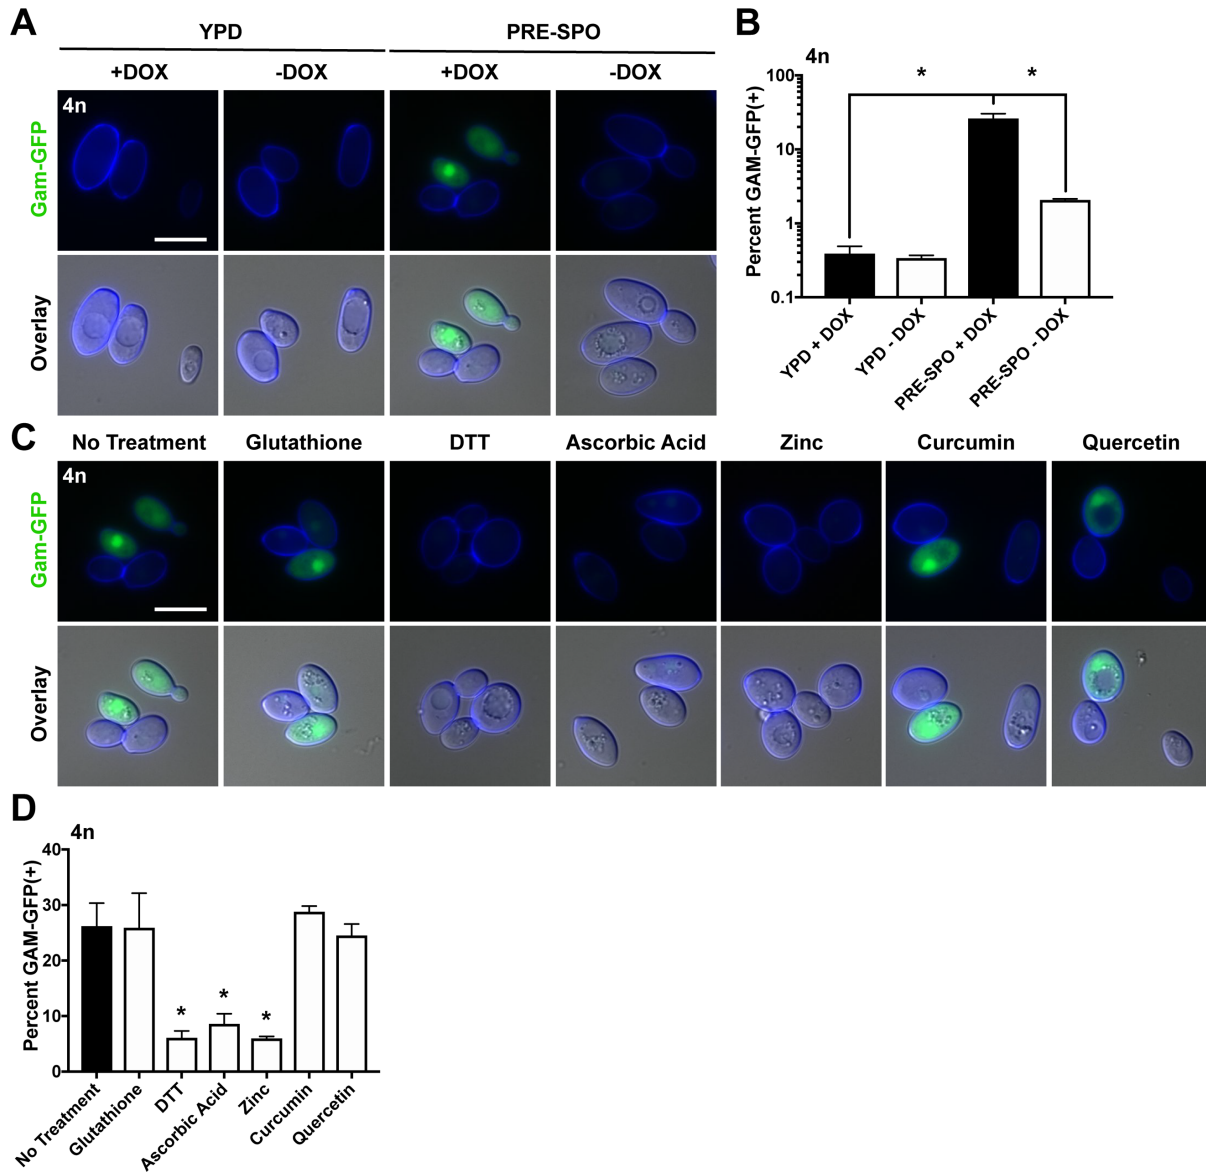 A
YPD
PRE-SPO
+DOX
-DOX
+DOX
-DOX
4n
Gam-GFP
Overlay
B
4n
Percent GAM-GFP(+)
100
10
1
0.1
*
*
YPD + DOX
YPD - DOX
PRE-SPO + DOX
PRE-SPO - DOX
C
No Treatment
Glutathione
DTT
Ascorbic Acid
Zinc
Curcumin
Quercetin
4n
Gam-GFP
Overlay
D
4n
Percent GAM-GFP(+)
40
30
20
10
0
*
*
*
No Treatment
Glutathione
DTT
Ascorbic Acid
Zinc
Curcumin
Quercetin